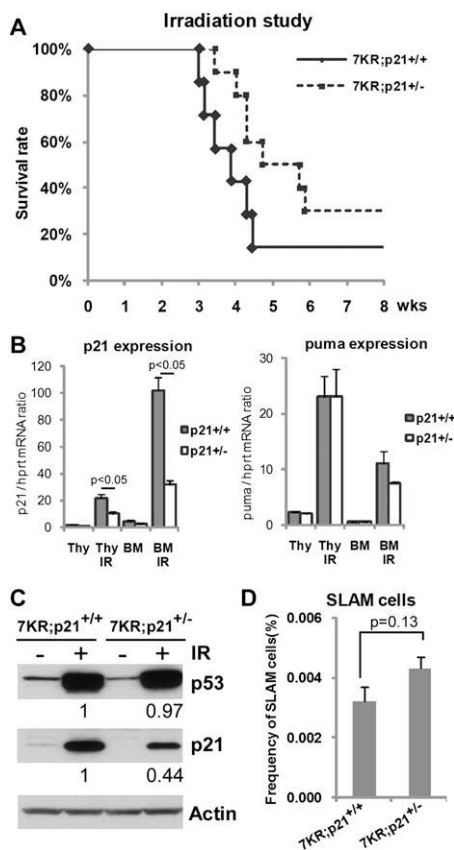 A
Irradiation study
Survival rate
100%
80%
60%
40%
20%
0%
0 1 2 3 4 5 6 7 8 wks
7KR;p21+/+
7KR;p21+/-
B
p21 expression
p21 / hprt mRNA ratio
120
100
80
60
40
20
0
p<0.05
p<0.05
p21+/+
p21+/-
Thy Thy IR BM BM IR
puma expression
puma / hprt mRNA ratio
30
20
10
0
p21+/+
p21+/-
Thy Thy IR BM BM IR
C
7KR;p21+/+ 7KR;p21+/-
- + - + IR
p53
1 0.97
p21
1 0.44
Actin
D
SLAM cells
Frequency of SLAM cells(%)
0.006
0.004
0.002
0.000
p=0.13
7KR;p21+/+
7KR;p21+/-